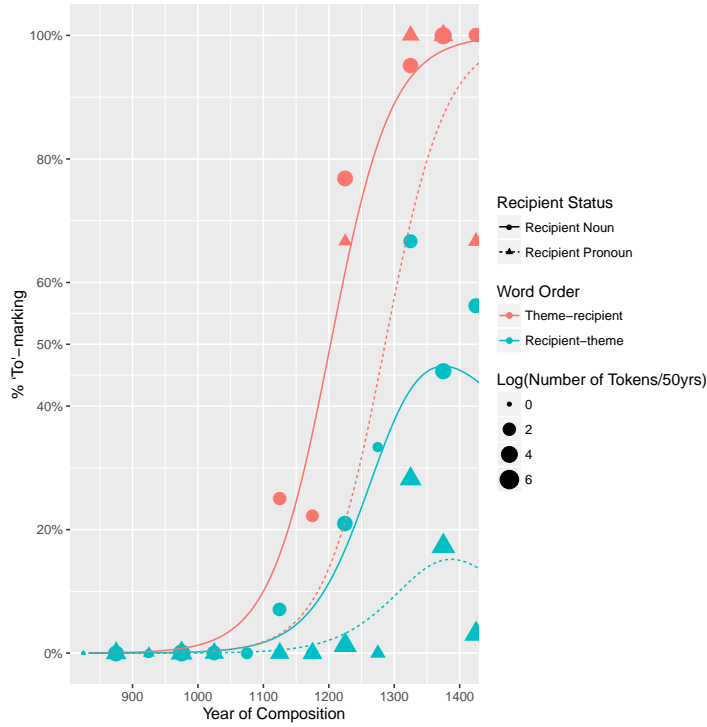 100%
80%
60%
50%
40%
20%
0%
% 'To'−marking
900
1000
1100
1200
1300
1400
Year of Composition
Recipient Status
Recipient Noun
Recipient Pronoun
Word Order
Theme−recipient
Recipient−theme
Log(Number of Tokens/50yrs)
0
2
4
6